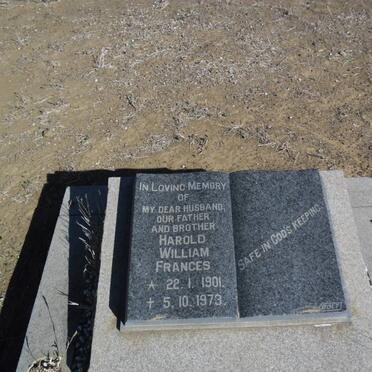 IN LOVING MEMORY
OF
MY DEAR HUSBAND,
OUR FATHER
AND BROTHER
HAROLD
WILLIAM
FRANCES
★ 22.1.1901.
✝ 5.10.1973.
SAFE IN GOD'S KEEPING.